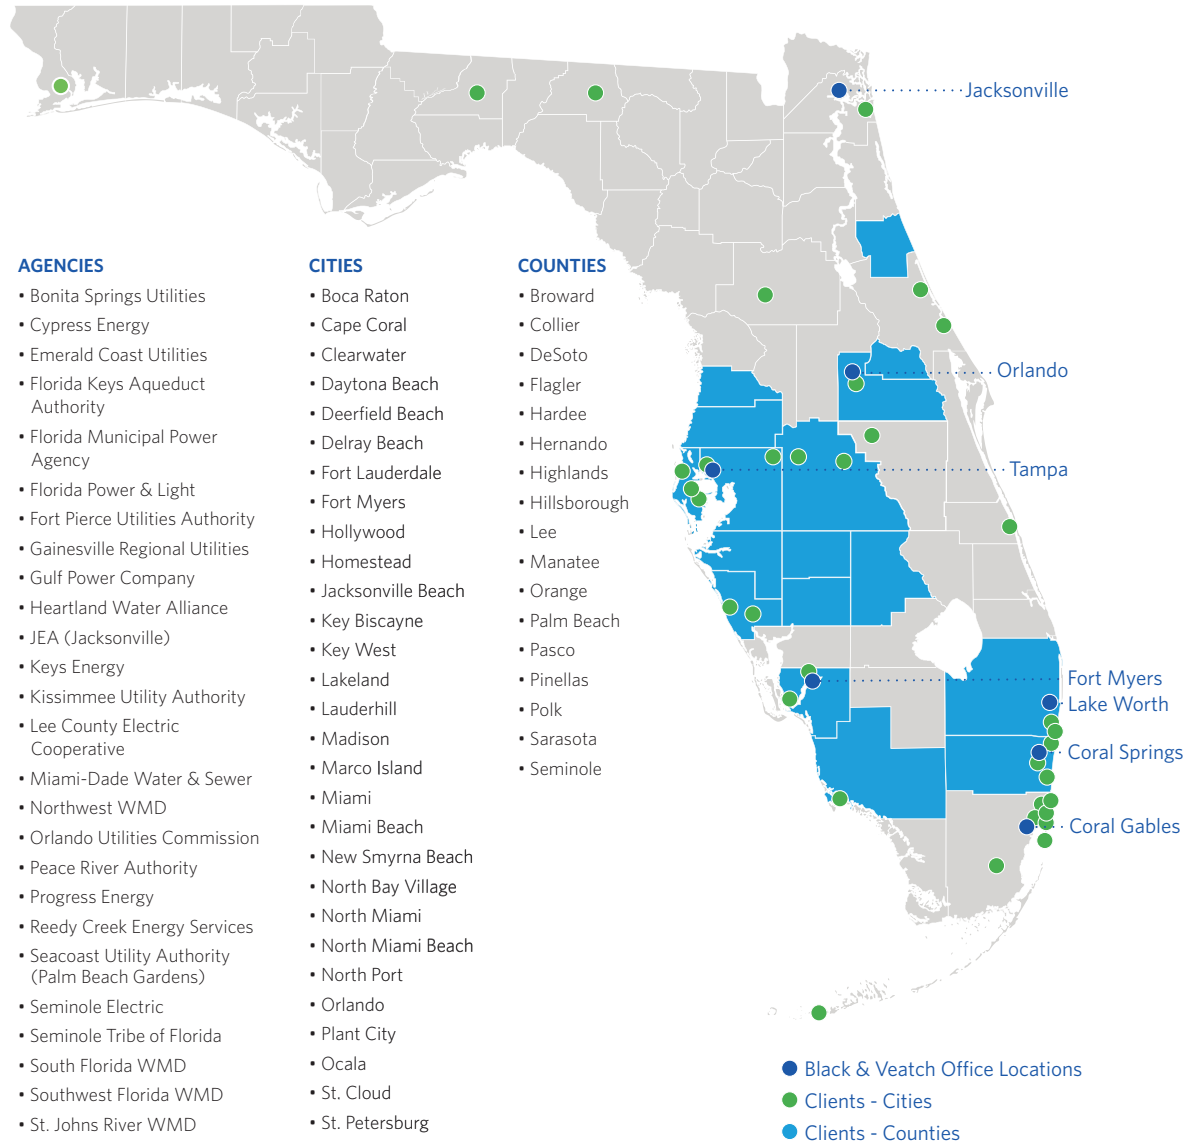 AGENCIES
• Bonita Springs Utilities
• Cypress Energy
• Emerald Coast Utilities
• Florida Keys Aqueduct
Authority
• Florida Municipal Power
Agency
• Florida Power & Light
• Fort Pierce Utilities Authority
• Gainesville Regional Utilities
• Gulf Power Company
• Heartland Water Alliance
• JEA (Jacksonville)
• Keys Energy
• Kissimmee Utility Authority
• Lee County Electric
Cooperative
• Miami-Dade Water & Sewer
• Northwest WMD
• Orlando Utilities Commission
• Peace River Authority
• Progress Energy
• Reedy Creek Energy Services
• Seacoast Utility Authority
(Palm Beach Gardens)
• Seminole Electric
• Seminole Tribe of Florida
• South Florida WMD
• Southwest Florida WMD
• St. Johns River WMD
CITIES
• Boca Raton
• Cape Coral
• Clearwater
• Daytona Beach
• Deerfield Beach
• Delray Beach
• Fort Lauderdale
• Fort Myers
• Hollywood
• Homestead
• Jacksonville Beach
• Key Biscayne
• Key West
• Lakeland
• Lauderhill
• Madison
• Marco Island
• Miami
• Miami Beach
• New Smyrna Beach
• North Bay Village
• North Miami
• North Miami Beach
• North Port
• Orlando
• Plant City
• Ocala
• St. Cloud
• St. Petersburg
COUNTIES
• Broward
• Collier
• DeSoto
• Flagler
• Hardee
• Hernando
• Highlands
• Hillsborough
• Lee
• Manatee
• Orange
• Palm Beach
• Pasco
• Pinellas
• Polk
• Sarasota
• Seminole
Jacksonville
Orlando
Tampa
Fort Myers
Lake Worth
Coral Springs
Coral Gables
Black & Veatch Office Locations
Clients - Cities
Clients - Counties